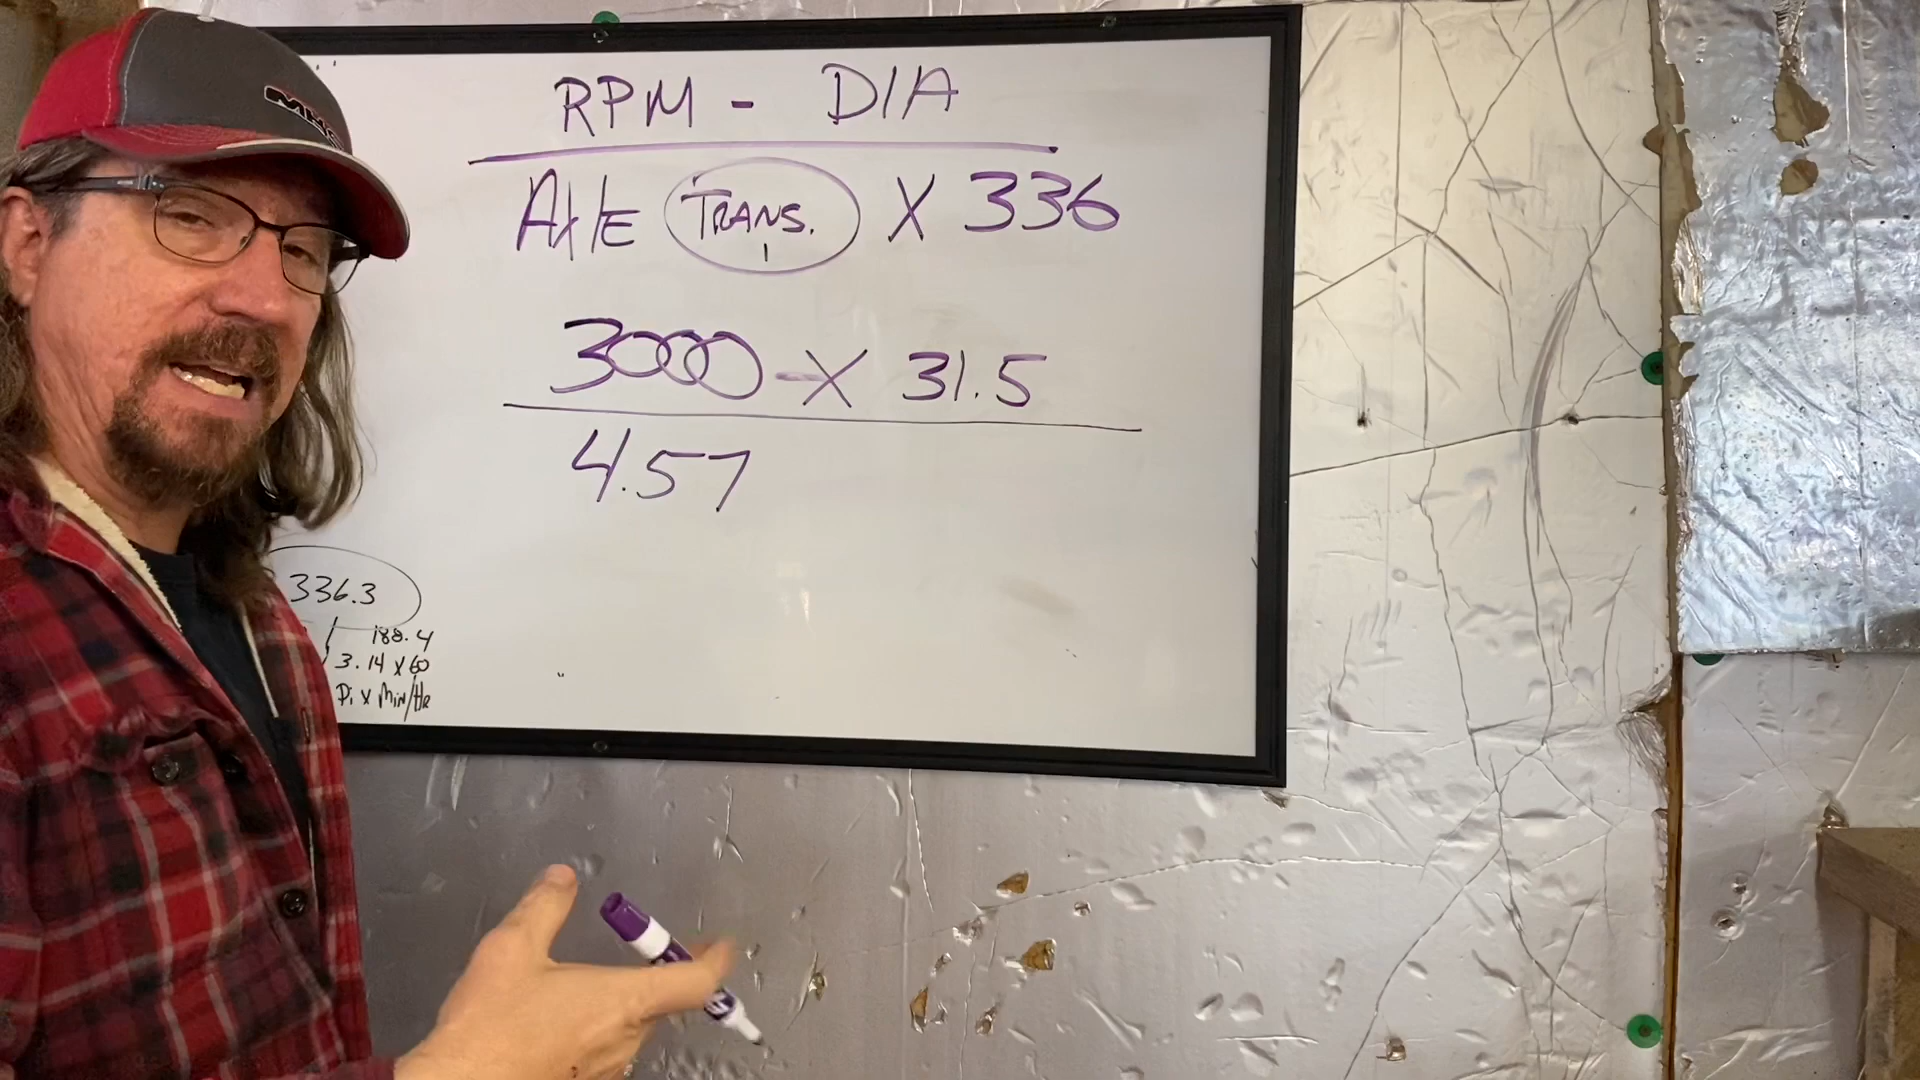 RPM - DIA
Axle TRANS. X 336
1
3000 - X 31.5
4.57
336.3
188.4
3.14 x 60
Pi x Min/Hr